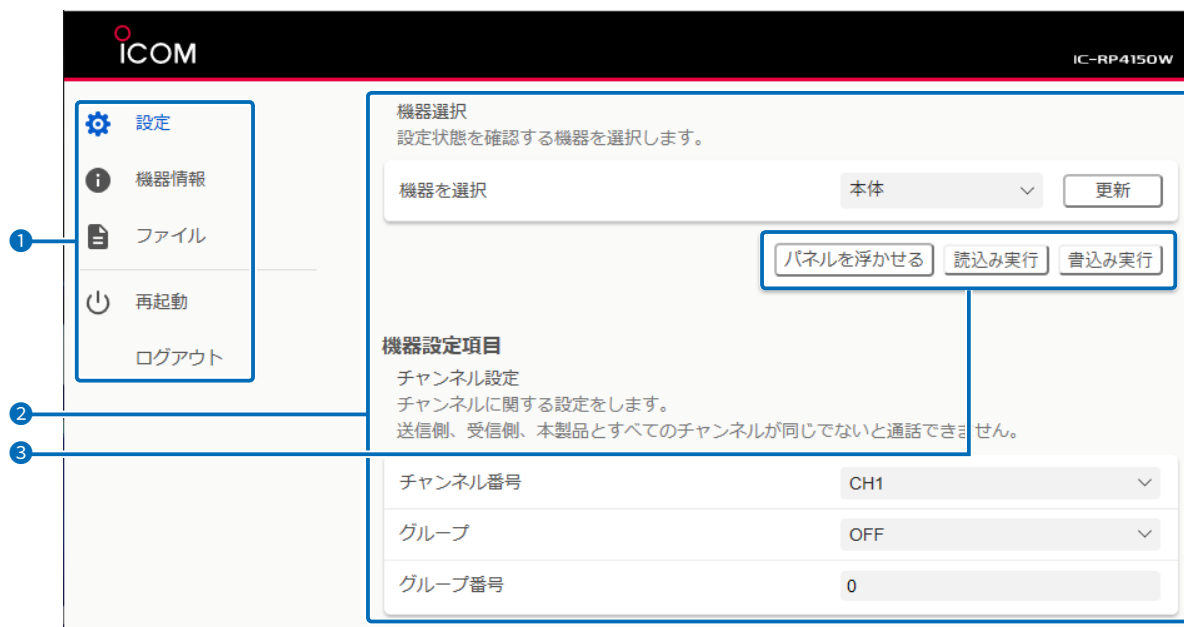 ICOM
IC-RP4150W
設定
機器情報
ファイル
再起動
ログアウト
機器選択
設定状態を確認する機器を選択します。
機器を選択 本体 更新
パネルを浮かせる 読込み実行 書込み実行
機器設定項目
チャンネル設定
チャンネルに関する設定をします。
送信側、受信側、本製品とすべてのチャンネルが同じでないと通話できません。
チャンネル番号 CH1
グループ OFF
グループ番号 0
1
2
3